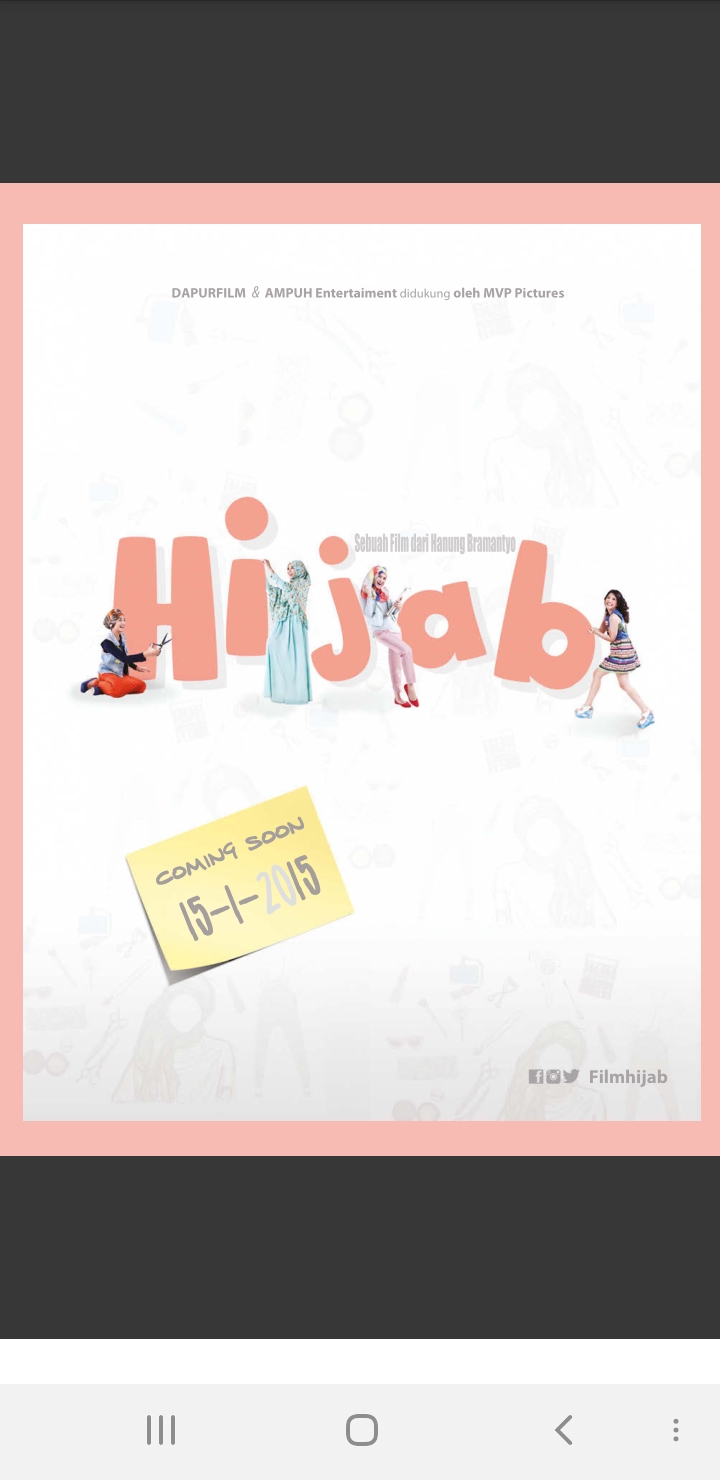 DAPURFILM & AMPUH Entertaiment didukung oleh MVP Pictures
Sebuah Film dari Hanung Bramantyo
Hijab
COMING SOON
15-1-2015
Filmhijab